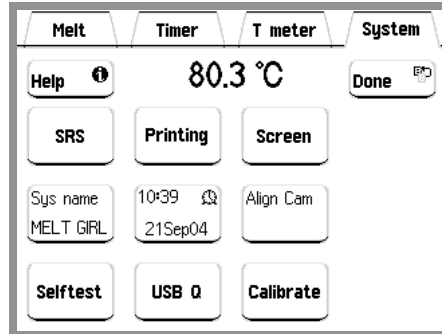 Melt Timer T meter System
Help 80.3 °C Done
SRS Printing Screen
Sys name 10:39 Align Cam
MELT GIRL 21Sep04
Selftest USB Q Calibrate